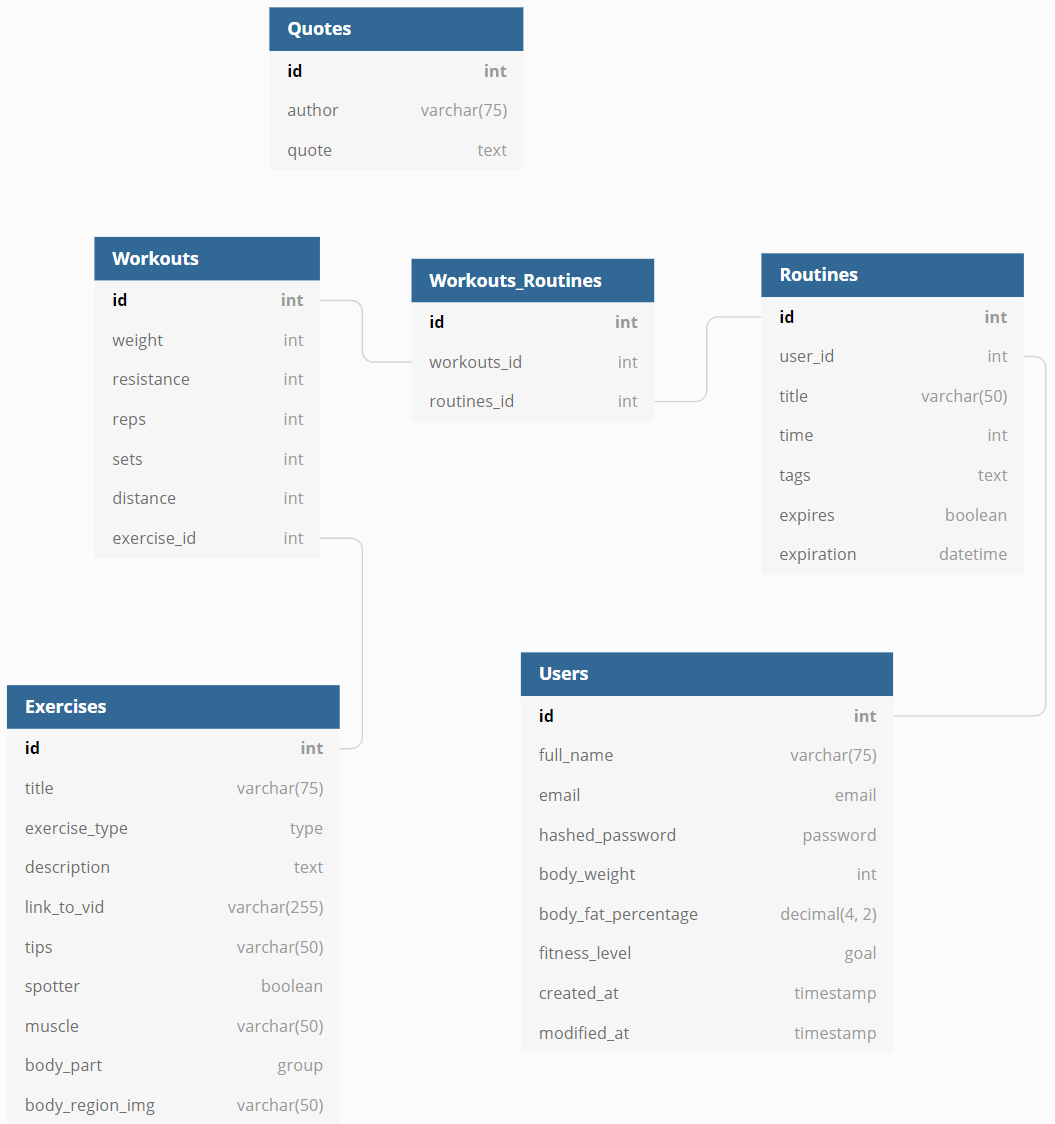 Quotes
id int
author varchar(75)
quote text
Workouts
id int
weight int
resistance int
reps int
sets int
distance int
exercise_id int
Workouts_Routines
id int
workouts_id int
routines_id int
Routines
id int
user_id int
title varchar(50)
time int
tags text
expires boolean
expiration datetime
Exercises
id int
title varchar(75)
exercise_type type
description text
link_to_vid varchar(255)
tips varchar(50)
spotter boolean
muscle varchar(50)
body_part group
body_region_img varchar(50)
Users
id int
full_name varchar(75)
email email
hashed_password password
body_weight int
body_fat_percentage decimal(4, 2)
fitness_level goal
created_at timestamp
modified_at timestamp